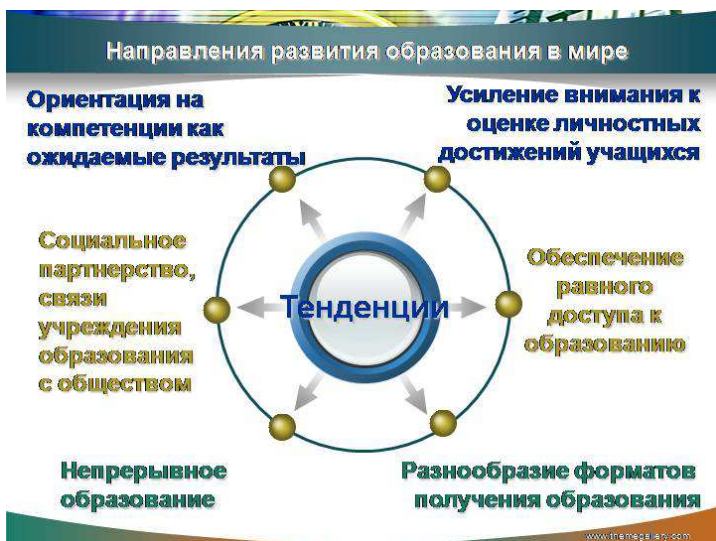 Направления развития образования в мире
Ориентация на
компетенции как
ожидаемые результаты
Усиление внимания к
оценке личностных
достижений учащихся
Социальное
партнерство,
связи
учреждения
образования
с обществом
Тенденции
Обеспечение
равного
доступа к
образованию
Непрерывное
образование
Разнообразие форматов
получения образования
www.themegallery.com